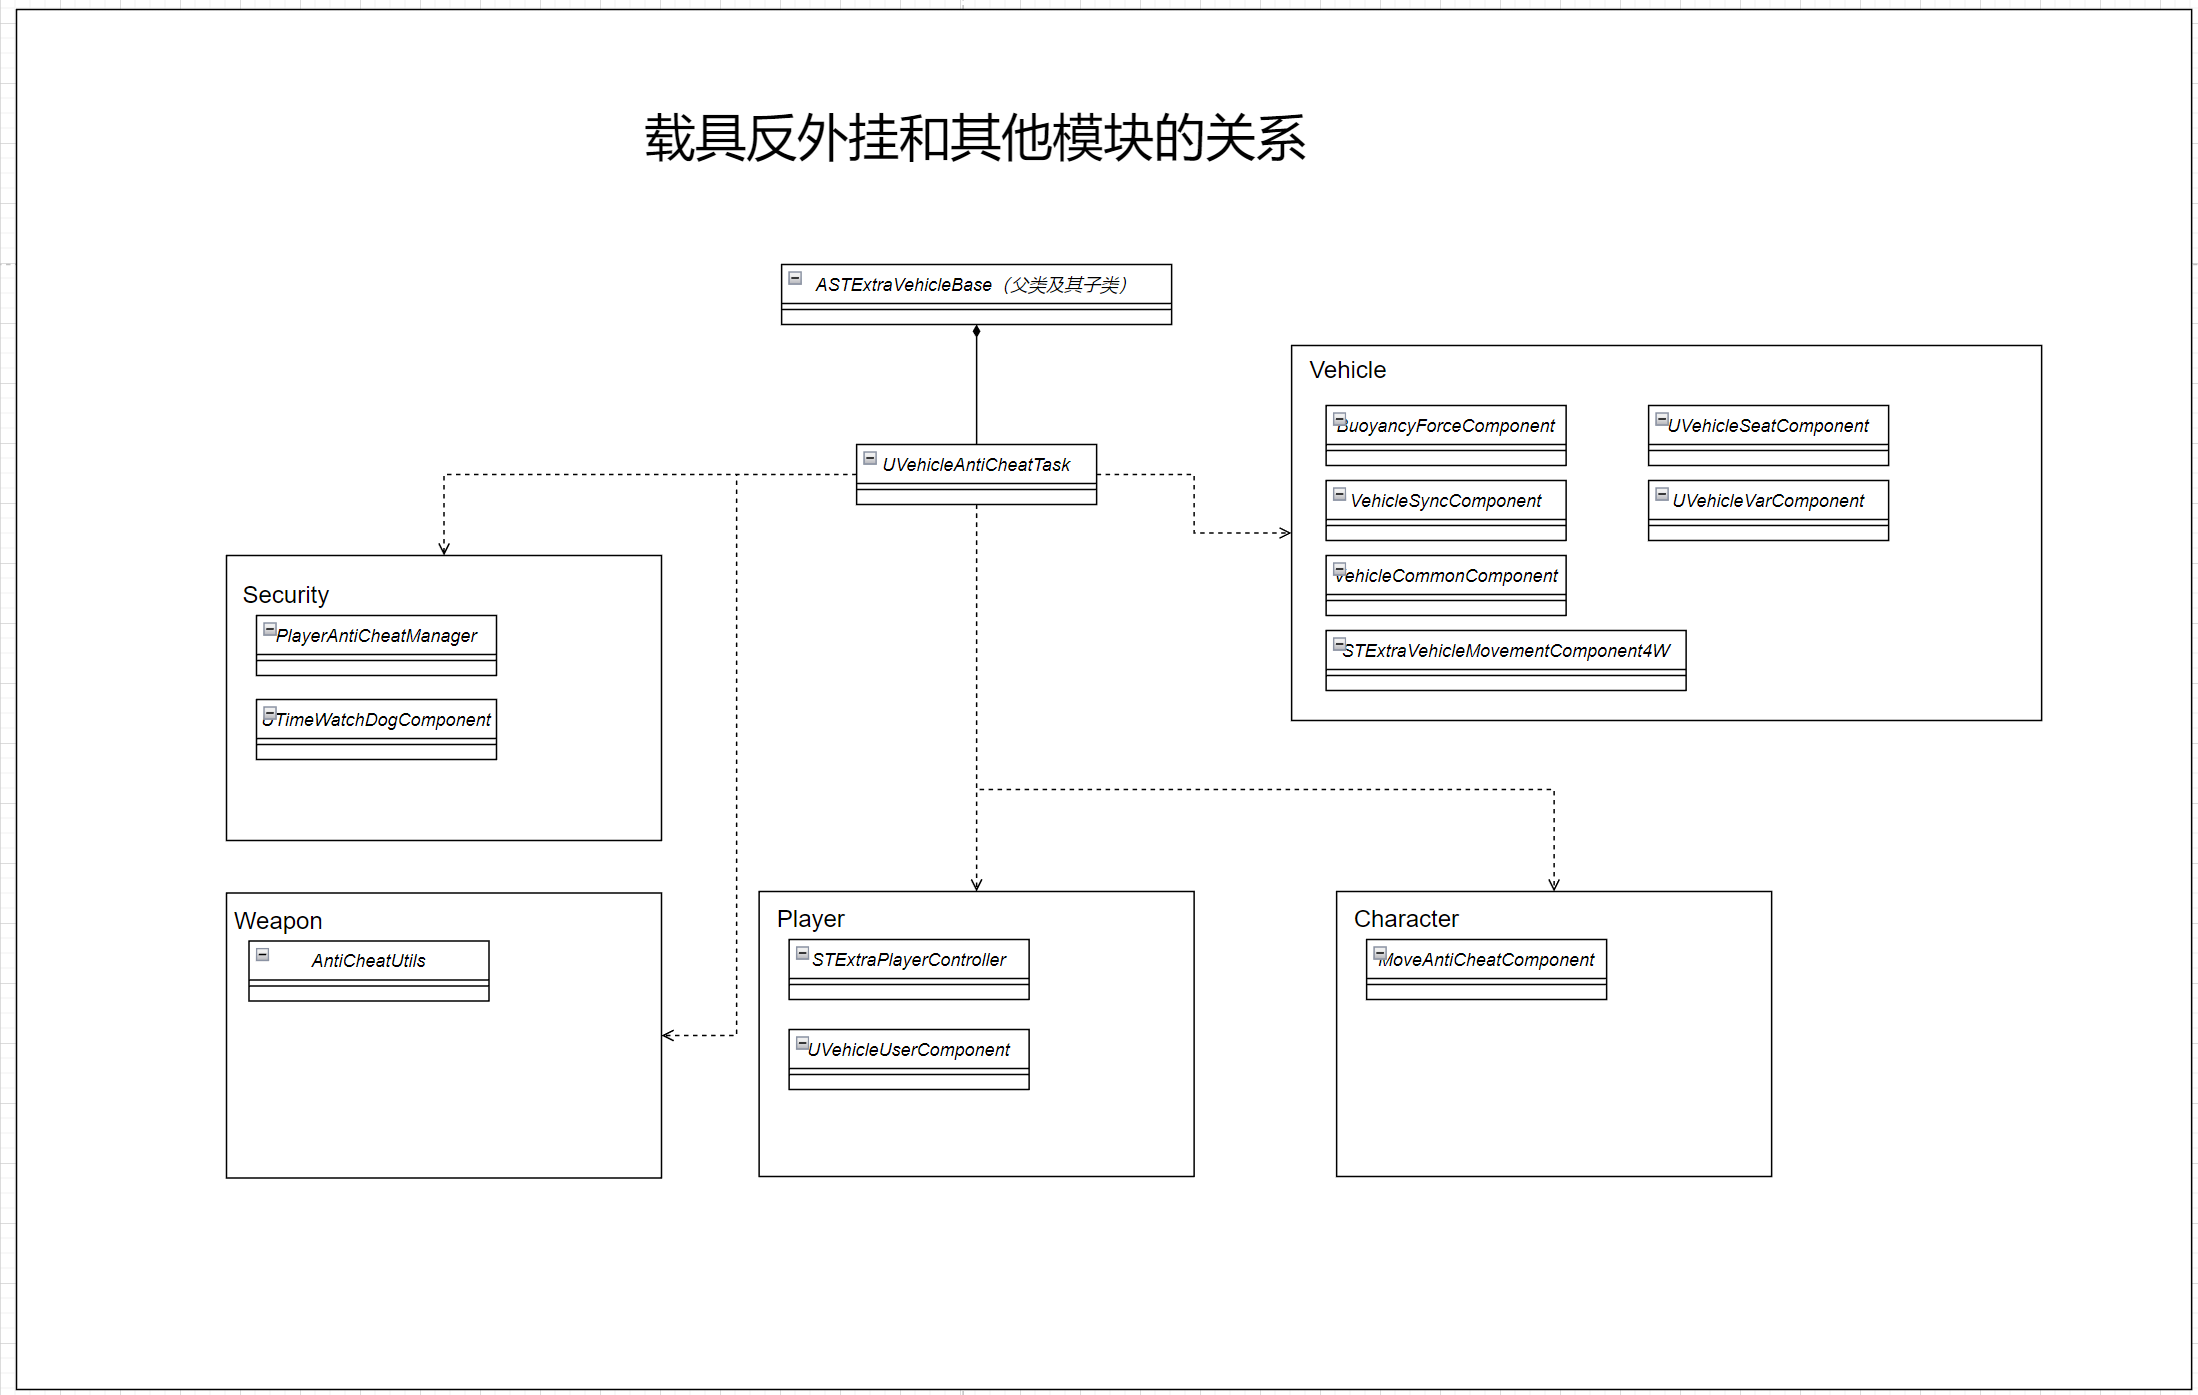 载具反外挂和其他模块的关系
ASTExtraVehicleBase（父类及其子类）
UVehicleAntiCheatTask
Vehicle
BuoyancyForceComponent
UVehicleSeatComponent
VehicleSyncComponent
UVehicleVarComponent
VehicleCommonComponent
STExtraVehicleMovementComponent4W
Security
PlayerAntiCheatManager
UTimeWatchDogComponent
Weapon
AntiCheatUtils
Player
STExtraPlayerController
UVehicleUserComponent
Character
MoveAntiCheatComponent